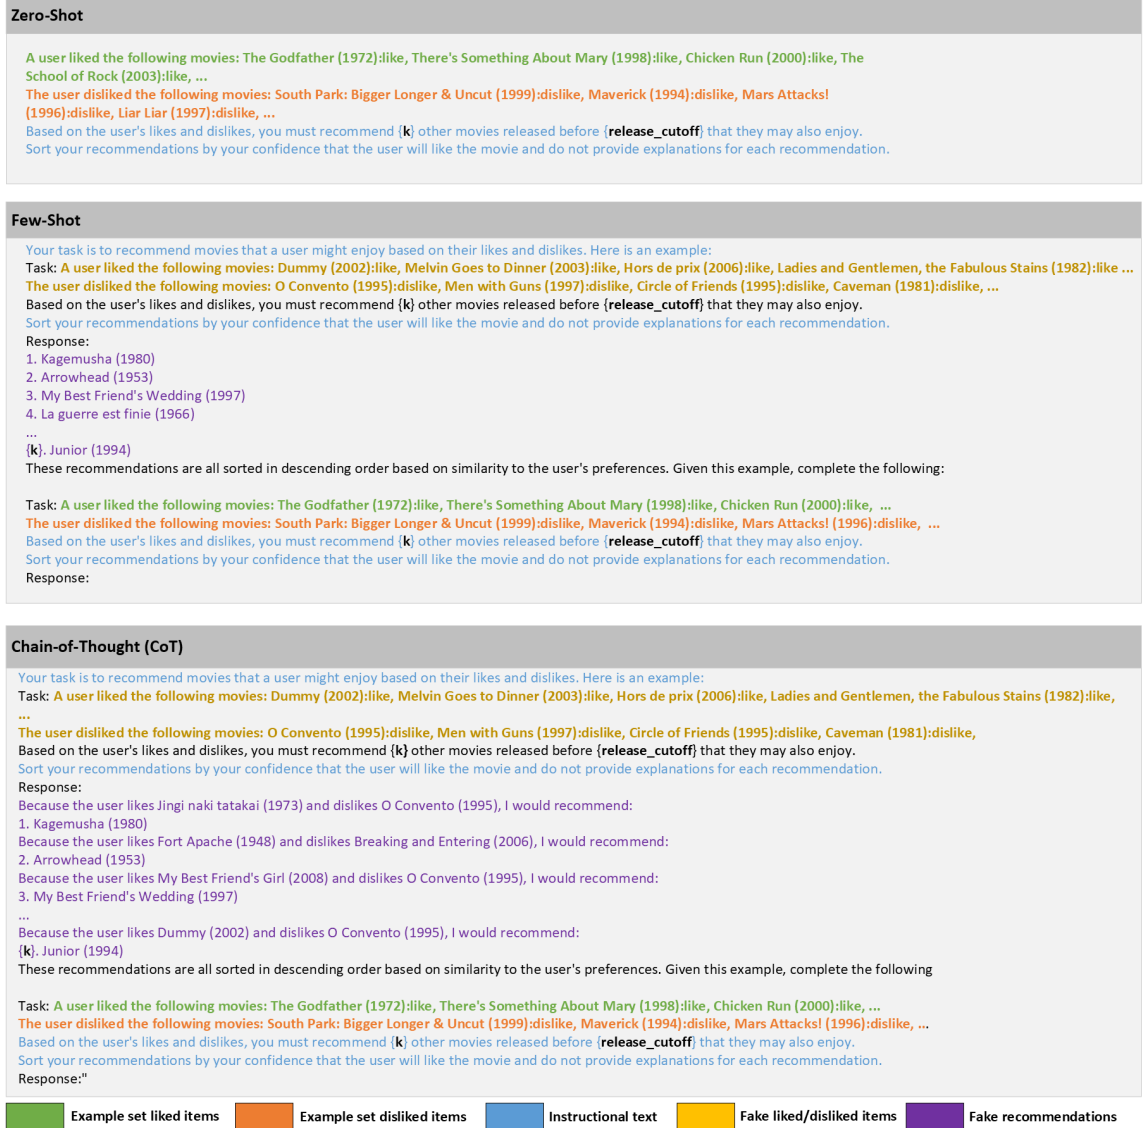 Zero-Shot
A user liked the following movies: The Godfather (1972):like, There's Something About Mary (1998):like, Chicken Run (2000):like, The
School of Rock (2003):like, ...
The user disliked the following movies: South Park: Bigger Longer & Uncut (1999):dislike, Maverick (1994):dislike, Mars Attacks!
(1996):dislike, Liar Liar (1997):dislike, ...
Based on the user's likes and dislikes, you must recommend {k} other movies released before {release_cutoff} that they may also enjoy.
Sort your recommendations by your confidence that the user will like the movie and do not provide explanations for each recommendation.
Few-Shot
Your task is to recommend movies that a user might enjoy based on their likes and dislikes. Here is an example:
Task: A user liked the following movies: Dummy (2002):like, Melvin Goes to Dinner (2003):like, Hors de prix (2006):like, Ladies and Gentlemen, the Fabulous Stains (1982):like ...
The user disliked the following movies: O Convento (1995):dislike, Men with Guns (1997):dislike, Circle of Friends (1995):dislike, Caveman (1981):dislike, ...
Based on the user's likes and dislikes, you must recommend {k} other movies released before {release_cutoff} that they may also enjoy.
Sort your recommendations by your confidence that the user will like the movie and do not provide explanations for each recommendation.
Response:
1. Kagemusha (1980)
2. Arrowhead (1953)
3. My Best Friend's Wedding (1997)
4. La guerre est finie (1966)
...
{k}. Junior (1994)
These recommendations are all sorted in descending order based on similarity to the user's preferences. Given this example, complete the following:
Task: A user liked the following movies: The Godfather (1972):like, There's Something About Mary (1998):like, Chicken Run (2000):like, ...
The user disliked the following movies: South Park: Bigger Longer & Uncut (1999):dislike, Maverick (1994):dislike, Mars Attacks! (1996):dislike, ...
Based on the user's likes and dislikes, you must recommend {k} other movies released before {release_cutoff} that they may also enjoy.
Sort your recommendations by your confidence that the user will like the movie and do not provide explanations for each recommendation.
Response:
Chain-of-Thought (CoT)
Your task is to recommend movies that a user might enjoy based on their likes and dislikes. Here is an example:
Task: A user liked the following movies: Dummy (2002):like, Melvin Goes to Dinner (2003):like, Hors de prix (2006):like, Ladies and Gentlemen, the Fabulous Stains (1982):like,
...
The user disliked the following movies: O Convento (1995):dislike, Men with Guns (1997):dislike, Circle of Friends (1995):dislike, Caveman (1981):dislike,
Based on the user's likes and dislikes, you must recommend {k} other movies released before {release_cutoff} that they may also enjoy.
Sort your recommendations by your confidence that the user will like the movie and do not provide explanations for each recommendation.
Response:
Because the user likes Jingi naki tatakai (1973) and dislikes O Convento (1995), I would recommend:
1. Kagemusha (1980)
Because the user likes Fort Apache (1948) and dislikes Breaking and Entering (2006), I would recommend:
2. Arrowhead (1953)
Because the user likes My Best Friend's Girl (2008) and dislikes O Convento (1995), I would recommend:
3. My Best Friend's Wedding (1997)
...
Because the user likes Dummy (2002) and dislikes O Convento (1995), I would recommend:
{k}. Junior (1994)
These recommendations are all sorted in descending order based on similarity to the user's preferences. Given this example, complete the following
Task: A user liked the following movies: The Godfather (1972):like, There's Something About Mary (1998):like, Chicken Run (2000):like, ...
The user disliked the following movies: South Park: Bigger Longer & Uncut (1999):dislike, Maverick (1994):dislike, Mars Attacks! (1996):dislike, ...
Based on the user's likes and dislikes, you must recommend {k} other movies released before {release_cutoff} that they may also enjoy.
Sort your recommendations by your confidence that the user will like the movie and do not provide explanations for each recommendation.
Response:"
Example set liked items Example set disliked items Instructional text Fake liked/disliked items Fake recommendations